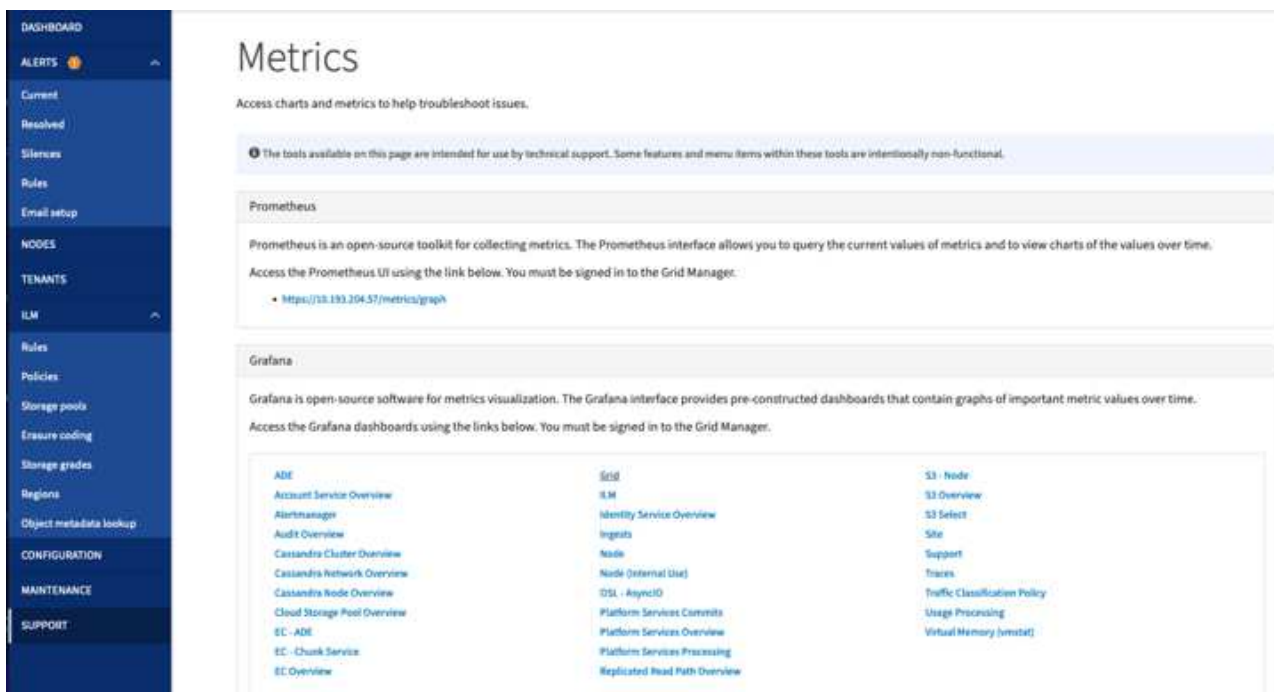 DASHBOARD
ALERTS 1
Current
Resolved
Silences
Rules
Email setup
NODES
TENANTS
ILM
Rules
Policies
Storage pools
Erasure coding
Storage grades
Regions
Object metadata lookup
CONFIGURATION
MAINTENANCE
SUPPORT
Metrics
Access charts and metrics to help troubleshoot issues.
The tools available on this page are intended for use by technical support. Some features and menu items within these tools are intentionally non-functional.
Prometheus
Prometheus is an open-source toolkit for collecting metrics. The Prometheus interface allows you to query the current values of metrics and to view charts of the values over time.
Access the Prometheus UI using the link below. You must be signed in to the Grid Manager.
• https://10.193.204.57/metrics/graph
Grafana
Grafana is open-source software for metrics visualization. The Grafana interface provides pre-constructed dashboards that contain graphs of important metric values over time.
Access the Grafana dashboards using the links below. You must be signed in to the Grid Manager.
ADE
Account Service Overview
Alertmanager
Audit Overview
Cassandra Cluster Overview
Cassandra Network Overview
Cassandra Node Overview
Cloud Storage Pool Overview
EC - ADE
EC - Chunk Service
EC Overview
Grid
ILM
Identity Service Overview
Ingests
Node
Node (Internal Use)
OSL - AsyncIO
Platform Services Commits
Platform Services Overview
Platform Services Processing
Replicated Read Path Overview
S3 - Node
S3 Overview
S3 Select
Site
Support
Traces
Traffic Classification Policy
Usage Processing
Virtual Memory (vmstat)